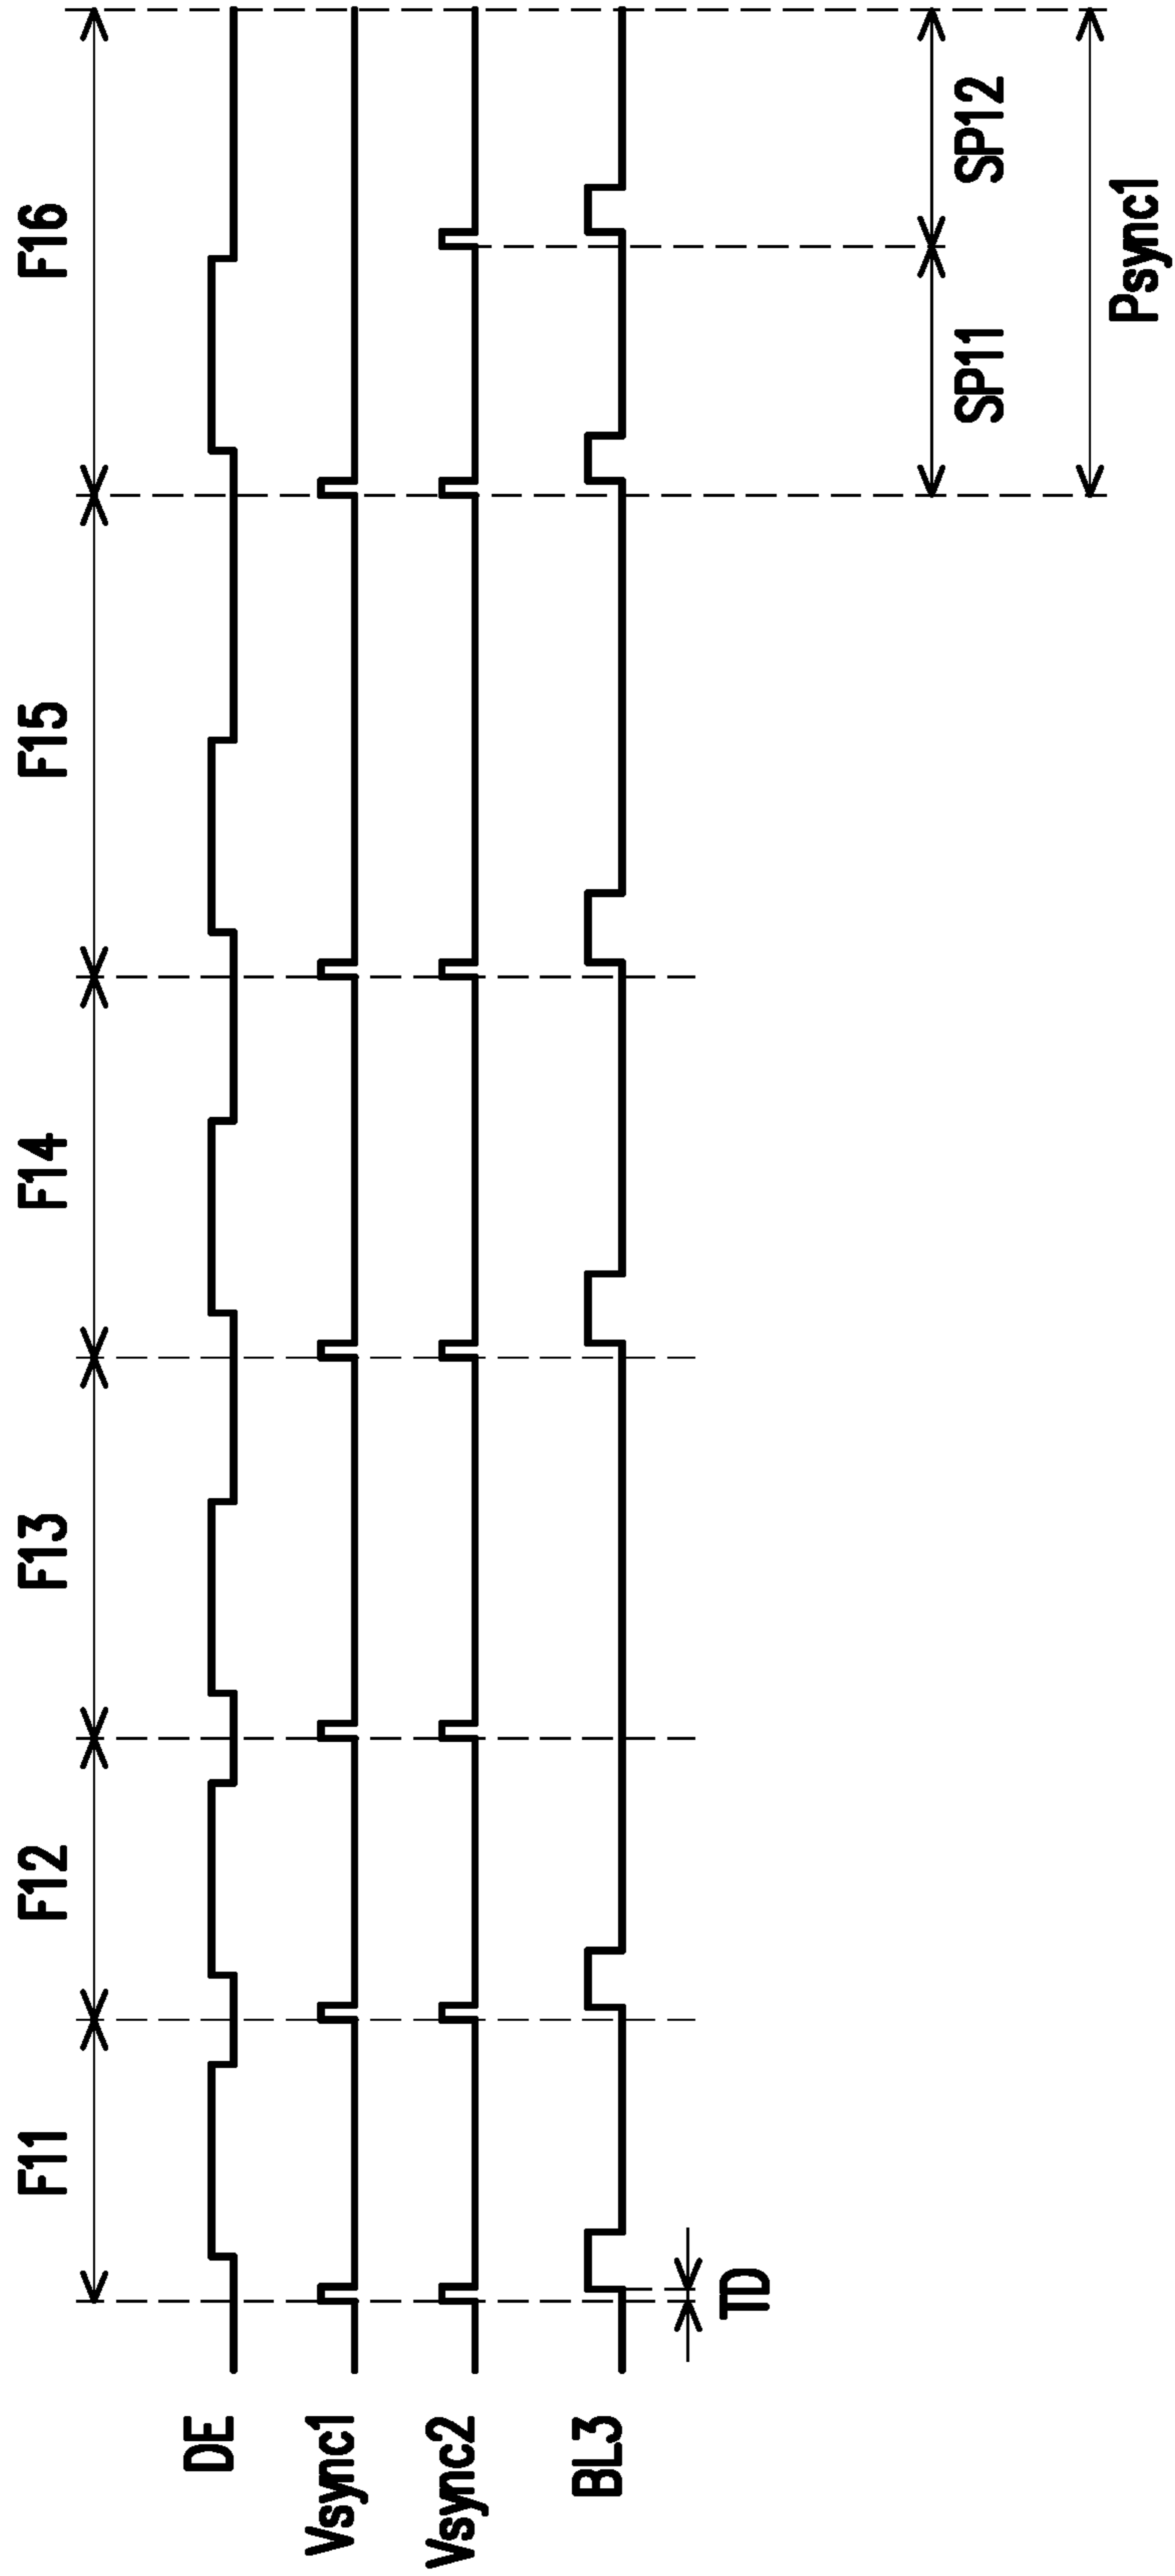 F11 F12 F13 F14 F15 F16
DE
Vsync1
Vsync2
BL3
TD
SP11 SP12
Psync1